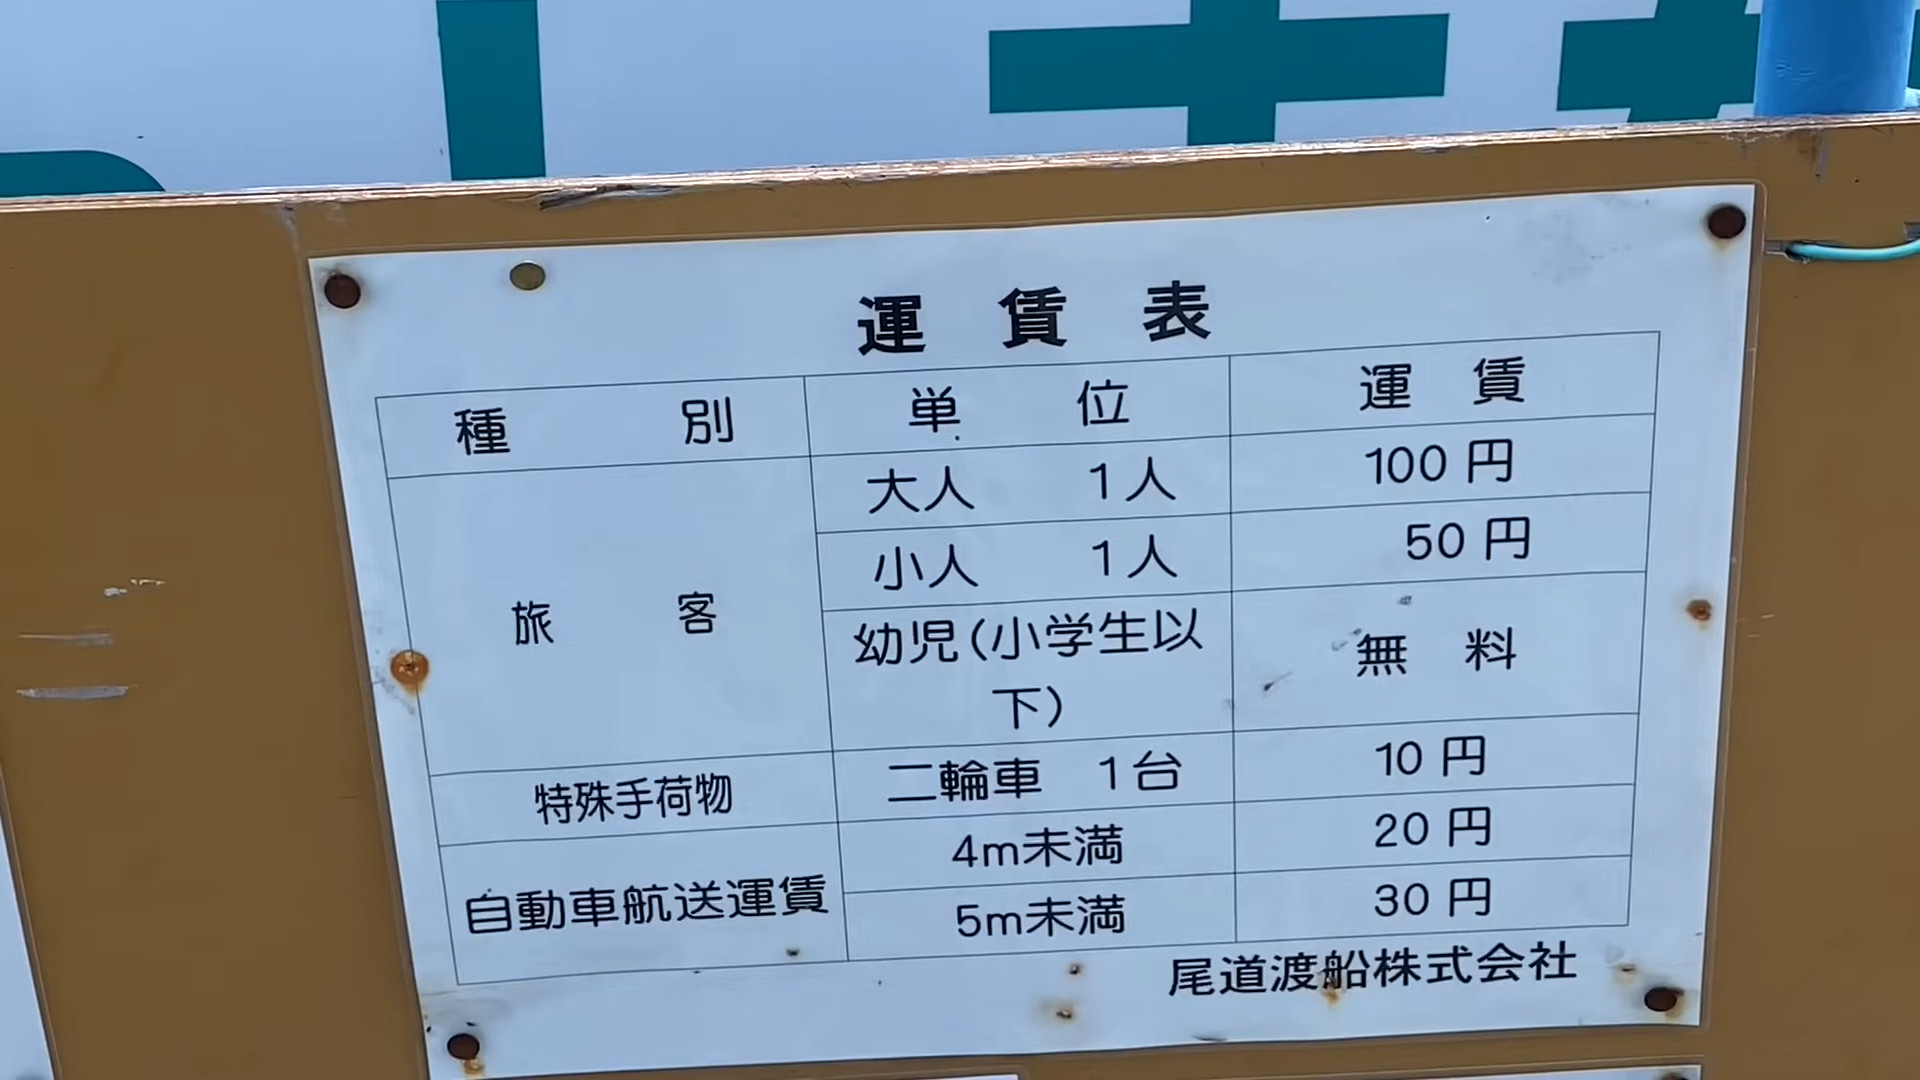 運賃表
種別 単位 運賃
旅客 大人 1人 100円
小人 1人 50円
幼児(小学生以下) 無料
特殊手荷物 二輪車 1台 10円
自動車航送運賃 4m未満 20円
5m未満 30円
尾道渡船株式会社